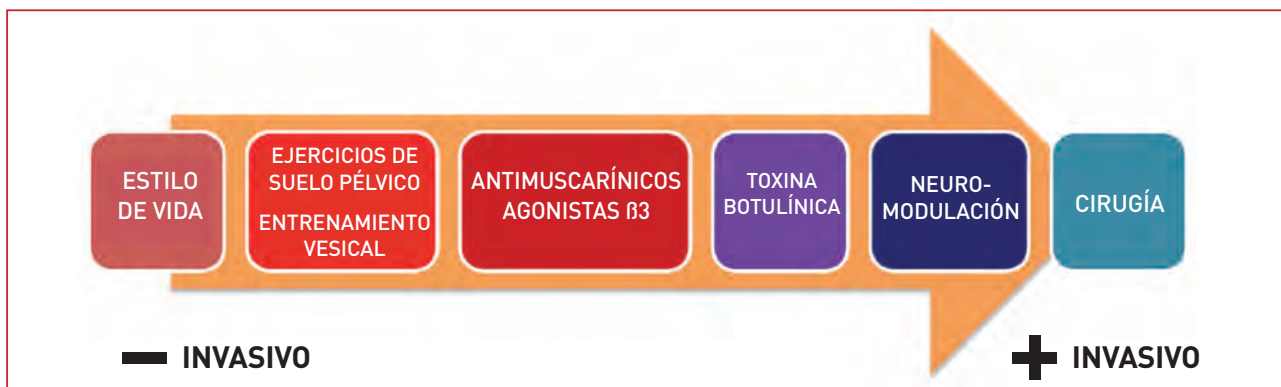 ESTILO
DE VIDA
EJERCICIOS DE
SUELO PÉLVICO
ENTRENAMIENTO
VESICAL
ANTIMUSCARÍNICOS
AGONISTAS ß3
TOXINA
BOTULÍNICA
NEURO-
MODULACIÓN
CIRUGÍA
− INVASIVO
+ INVASIVO